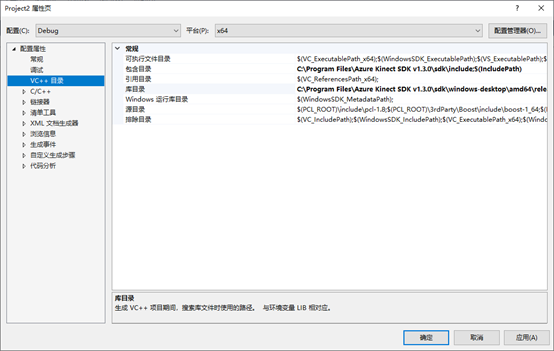 Project2 属性页
配置(C): Debug 平台(P): x64 配置管理器(O)...
配置属性
常规
调试
VC++ 目录
C/C++
链接器
清单工具
XML 文档生成器
浏览信息
生成事件
自定义生成步骤
代码分析
常规
可执行文件目录 $(VC_ExecutablePath_x64);$(WindowsSDK_ExecutablePath);$(VS_ExecutablePath);$
包含目录 C:\Program Files\Azure Kinect SDK v1.3.0\sdk\include;$(IncludePath)
引用目录 $(VC_ReferencesPath_x64);
库目录 C:\Program Files\Azure Kinect SDK v1.3.0\sdk\windows-desktop\amd64\rele
Windows 运行库目录 $(WindowsSDK_MetadataPath);
源目录 $(PCL_ROOT)\include\pcl-1.8;$(PCL_ROOT)\3rdParty\Boost\include\boost-1_64;$(
排除目录 $(VC_IncludePath);$(WindowsSDK_IncludePath);$(VC_ExecutablePath_x64);$(Window
库目录
生成 VC++ 项目期间，搜索库文件时使用的路径。 与环境变量 LIB 相对应。
确定 取消 应用(A)